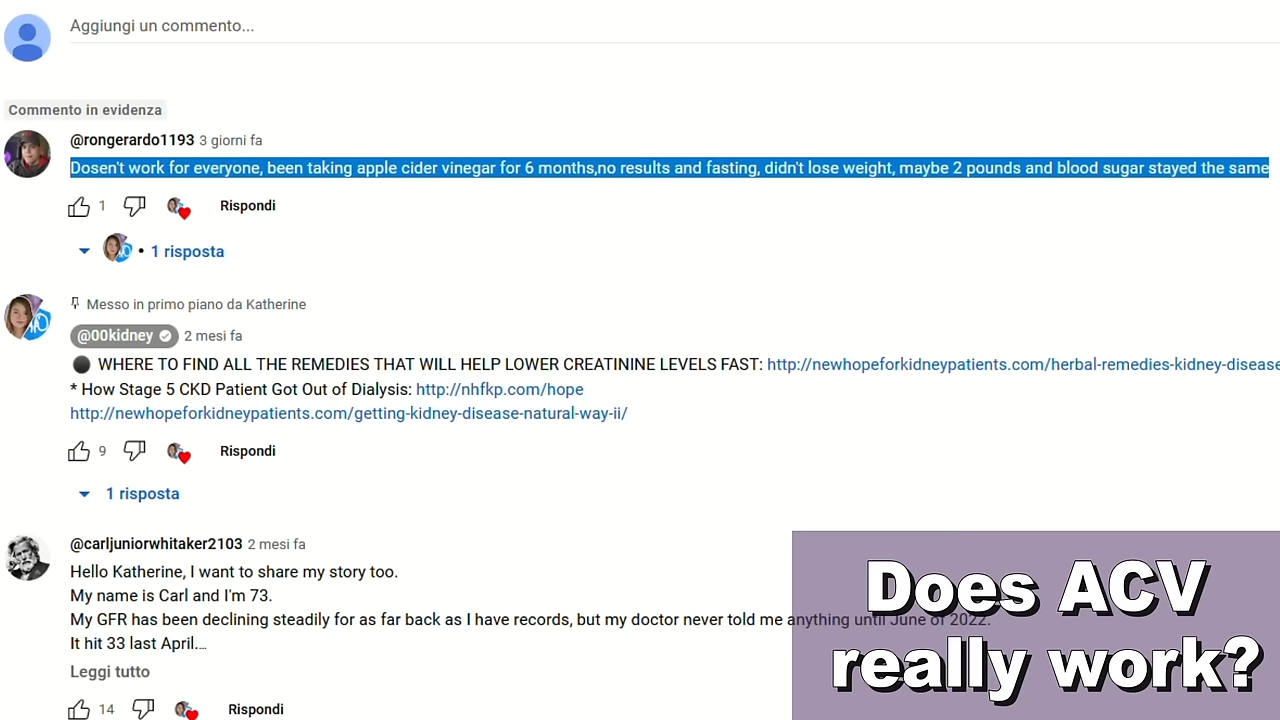 Aggiungi un commento...
Commento in evidenza
@rongerardo1193 3 giorni fa
Dosen't work for everyone, been taking apple cider vinegar for 6 months,no results and fasting, didn't lose weight, maybe 2 pounds and blood sugar stayed the same
1 Rispondi
• 1 risposta
Messo in primo piano da Katherine
@00kidney 2 mesi fa
WHERE TO FIND ALL THE REMEDIES THAT WILL HELP LOWER CREATININE LEVELS FAST: http://newhopeforkidneypatients.com/herbal-remedies-kidney-disease
* How Stage 5 CKD Patient Got Out of Dialysis: http://nhfkp.com/hope
http://newhopeforkidneypatients.com/getting-kidney-disease-natural-way-ii/
9 Rispondi
1 risposta
@carljuniorwhitaker2103 2 mesi fa
Hello Katherine, I want to share my story too.
My name is Carl and I'm 73.
My GFR has been declining steadily for as far back as I have records, but my doctor never told me anything until June of 2022.
It hit 33 last April...
Leggi tutto
14 Rispondi
Does ACV
really work?